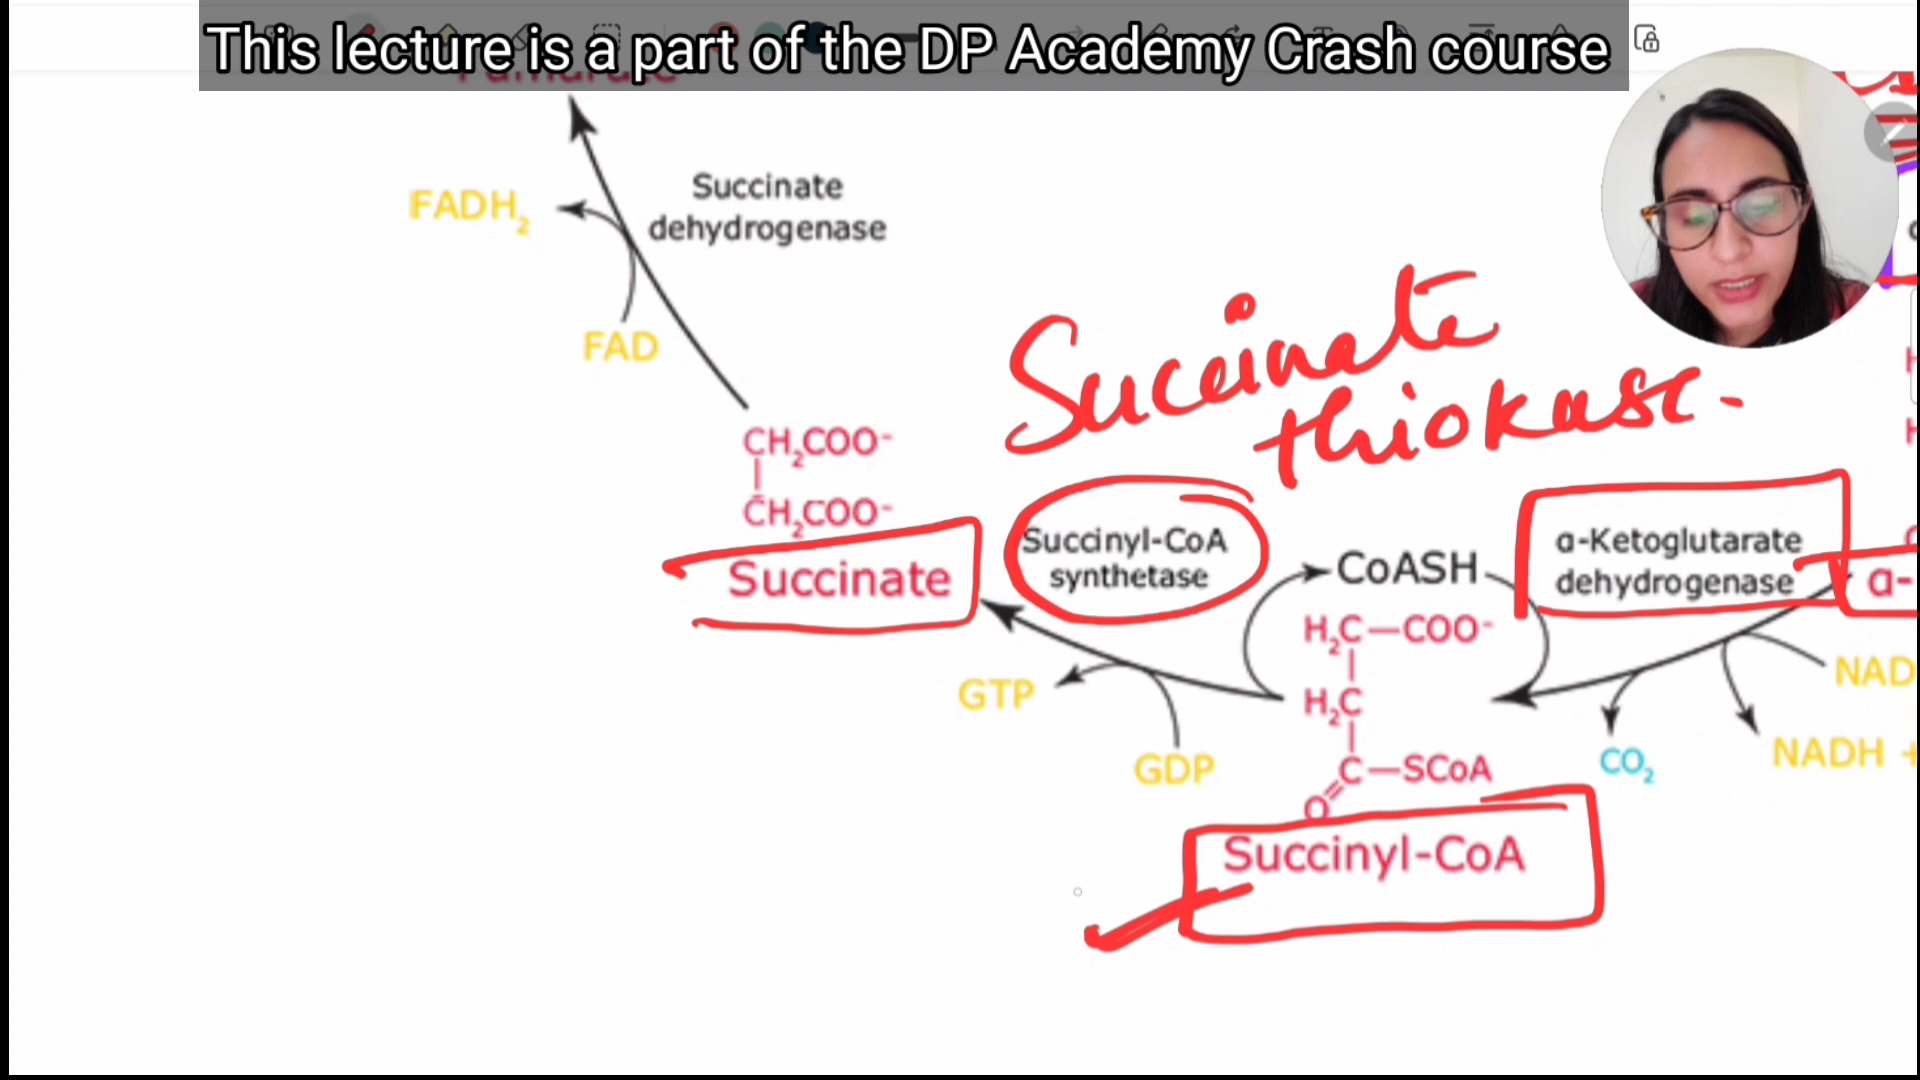 This lecture is a part of the DP Academy Crash course
FADH2
Succinate
dehydrogenase
FAD
Succinate
thiokase-
CH2COO-
CH2COO-
Succinate
Succinyl-CoA
synthetase
CoASH
α-Ketoglutarate
dehydrogenase
α-
H2C—COO-
H2C
C—SCoA
O
GTP
GDP
CO2
NAD
NADH +
Succinyl-CoA